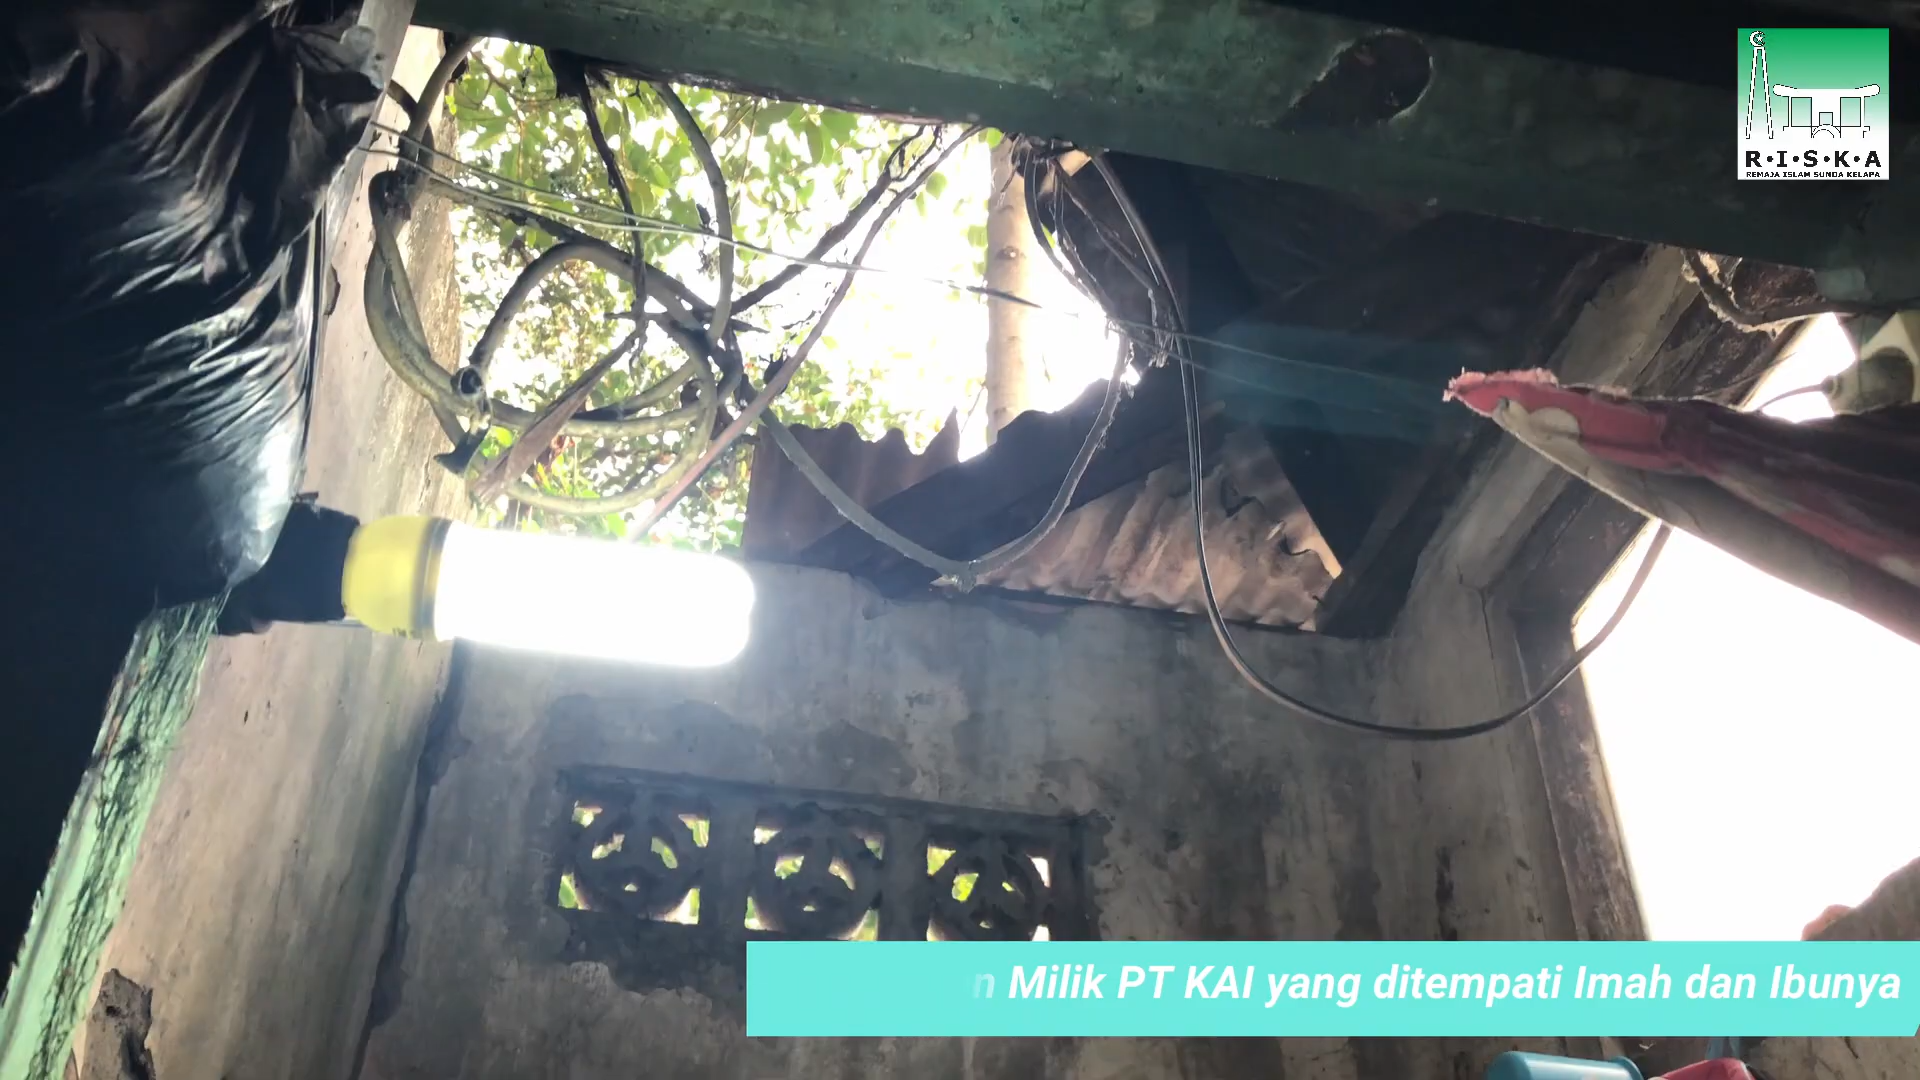 R·I·S·K·A
REMAJA ISLAM SUNDA KELAPA
n Milik PT KAI yang ditempati Imah dan Ibunya